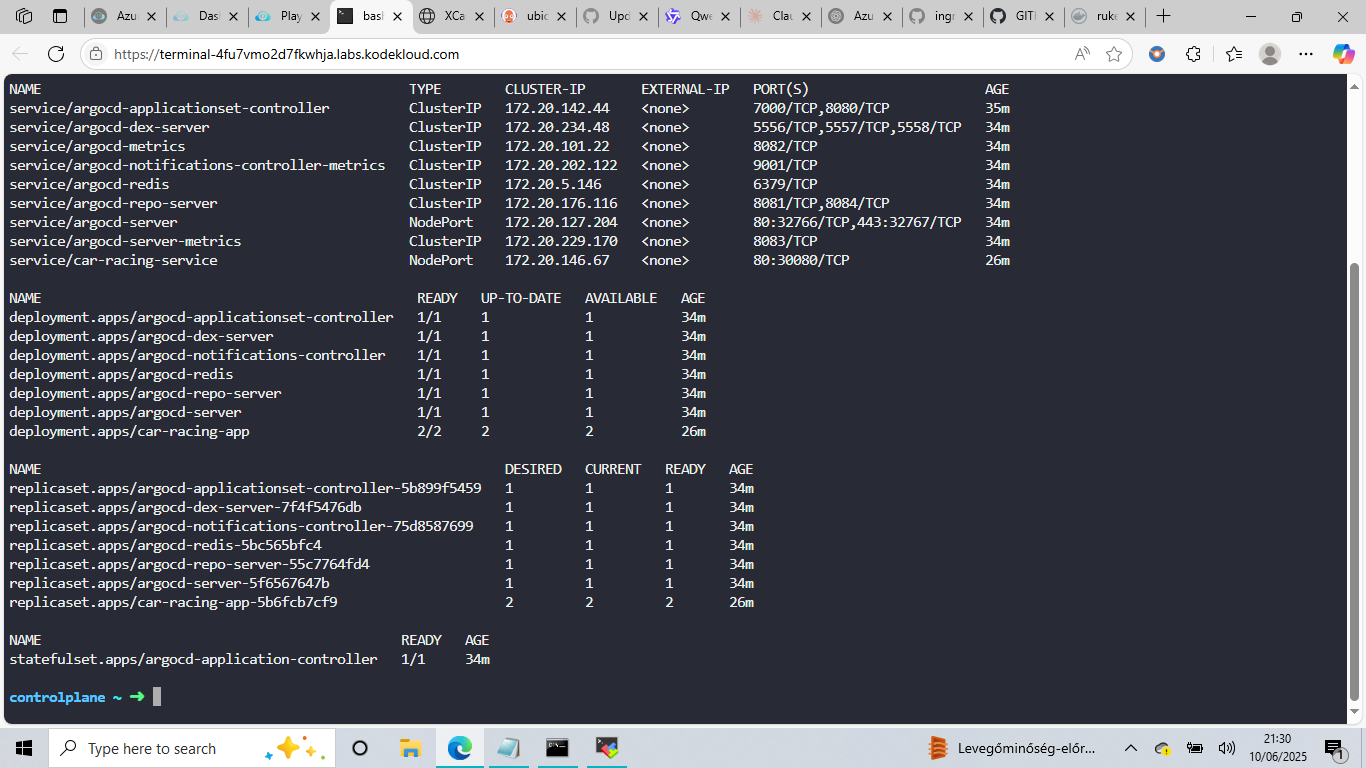 Azu
Das
Play
bas
XCa
ubic
Upd
Qwe
Clau
Azu
ingr
GITI
ruke
https://terminal-4fu7vmo2d7fkwhja.labs.kodekloud.com
NAME TYPE CLUSTER-IP EXTERNAL-IP PORT(S) AGE
service/argocd-applicationset-controller ClusterIP 172.20.142.44 <none> 7000/TCP,8080/TCP 35m
service/argocd-dex-server ClusterIP 172.20.234.48 <none> 5556/TCP,5557/TCP,5558/TCP 34m
service/argocd-metrics ClusterIP 172.20.101.22 <none> 8082/TCP 34m
service/argocd-notifications-controller-metrics ClusterIP 172.20.202.122 <none> 9001/TCP 34m
service/argocd-redis ClusterIP 172.20.5.146 <none> 6379/TCP 34m
service/argocd-repo-server ClusterIP 172.20.176.116 <none> 8081/TCP,8084/TCP 34m
service/argocd-server NodePort 172.20.127.204 <none> 80:32766/TCP,443:32767/TCP 34m
service/argocd-server-metrics ClusterIP 172.20.229.170 <none> 8083/TCP 34m
service/car-racing-service NodePort 172.20.146.67 <none> 80:30080/TCP 26m
NAME READY UP-TO-DATE AVAILABLE AGE
deployment.apps/argocd-applicationset-controller 1/1 1 1 34m
deployment.apps/argocd-dex-server 1/1 1 1 34m
deployment.apps/argocd-notifications-controller 1/1 1 1 34m
deployment.apps/argocd-redis 1/1 1 1 34m
deployment.apps/argocd-repo-server 1/1 1 1 34m
deployment.apps/argocd-server 1/1 1 1 34m
deployment.apps/car-racing-app 2/2 2 2 26m
NAME DESIRED CURRENT READY AGE
replicaset.apps/argocd-applicationset-controller-5b899f5459 1 1 1 34m
replicaset.apps/argocd-dex-server-7f4f5476db 1 1 1 34m
replicaset.apps/argocd-notifications-controller-75d8587699 1 1 1 34m
replicaset.apps/argocd-redis-5bc565bfc4 1 1 1 34m
replicaset.apps/argocd-repo-server-55c7764fd4 1 1 1 34m
replicaset.apps/argocd-server-5f6567647b 1 1 1 34m
replicaset.apps/car-racing-app-5b6fcb7cf9 2 2 2 26m
NAME READY AGE
statefulset.apps/argocd-application-controller 1/1 34m
controlplane ~ ➜
Type here to search
Levegőminőség-előr...
21:30
10/06/2025
1